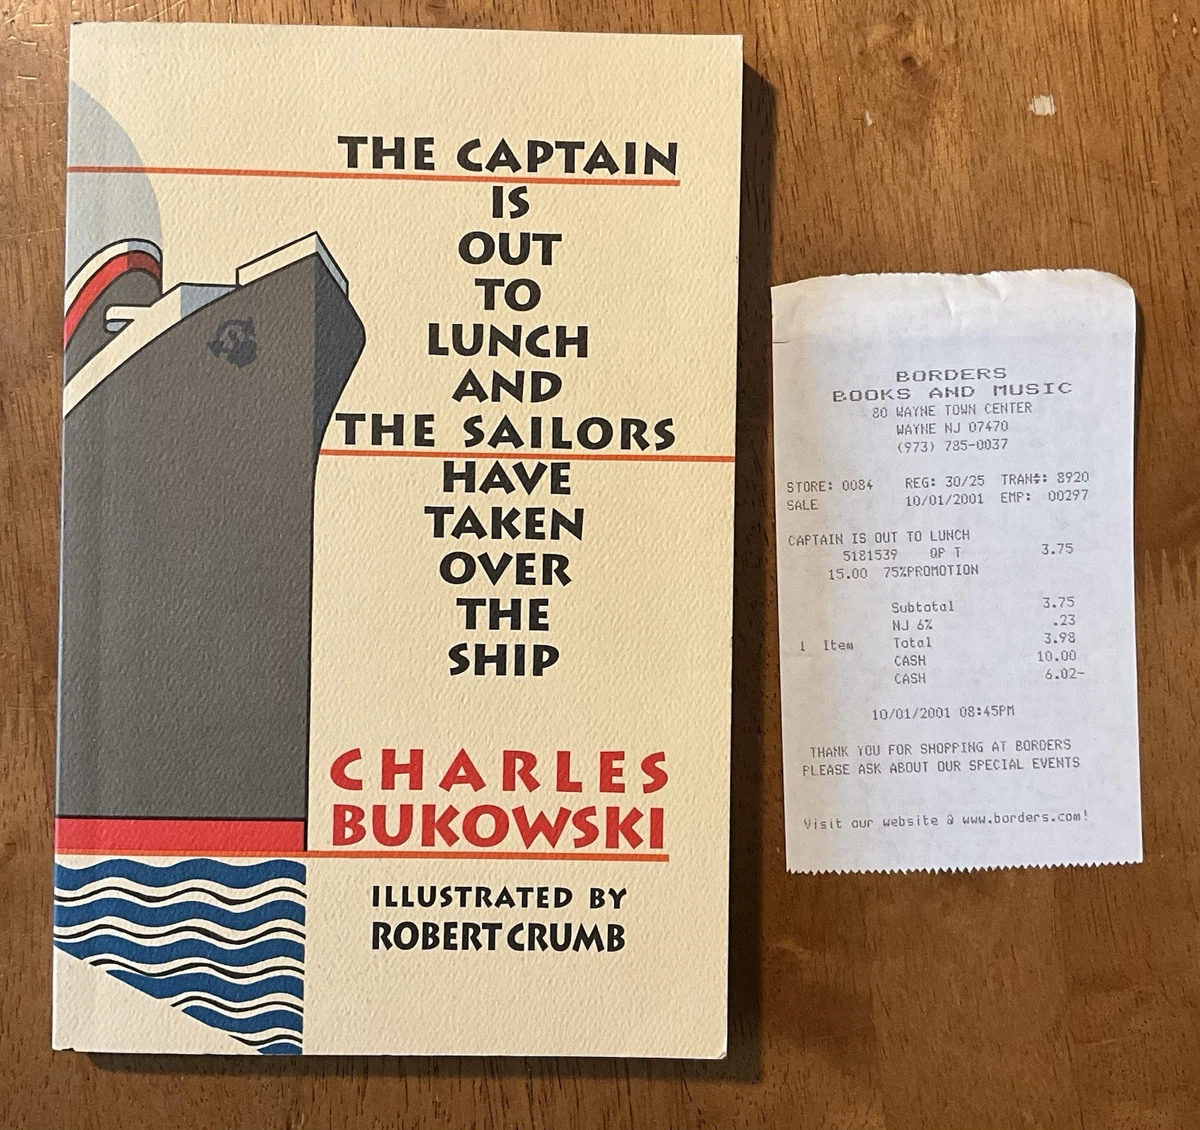 THE CAPTAIN
IS
OUT
TO
LUNCH
AND
THE SAILORS
HAVE
TAKEN
OVER
THE
SHIP
CHARLES
BUKOWSKI
ILLUSTRATED BY
ROBERT CRUMB
BORDERS
BOOKS AND MUSIC
80 WAYNE TOWN CENTER
WAYNE NJ 07470
(973) 785-0037
STORE: 0084 REG: 30/25 TRAN#: 8920
SALE 10/01/2001 EMP: 00297
CAPTAIN IS OUT TO LUNCH
5181539 QP T 3.75
15.00 75%PROMOTION
Subtotal 3.75
NJ 6% .23
1 Item Total 3.98
CASH 10.00
CASH 6.02-
10/01/2001 08:45PM
THANK YOU FOR SHOPPING AT BORDERS
PLEASE ASK ABOUT OUR SPECIAL EVENTS
Visit our website @ www.borders.com!